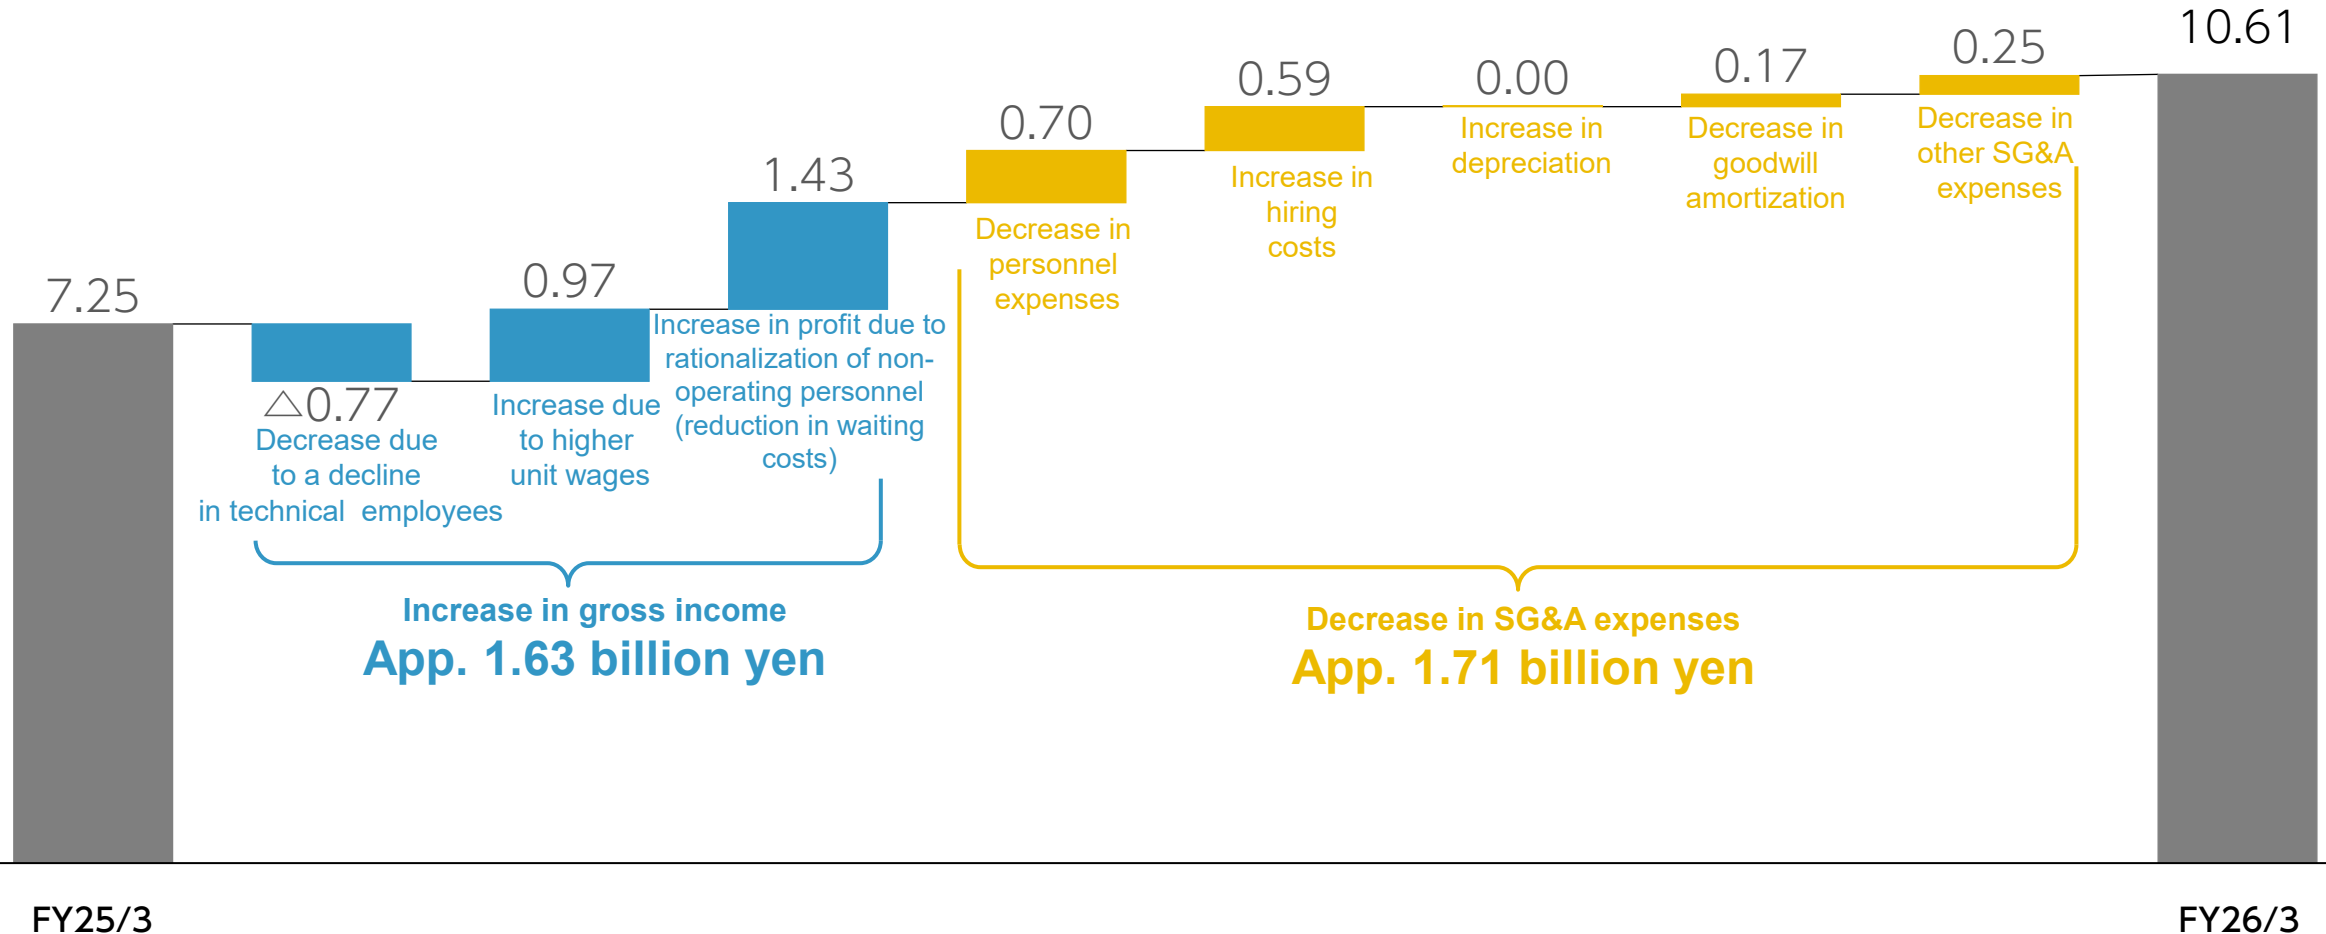 7.25
△0.77
Decrease due
to a decline
in technical employees
0.97
Increase due
to higher
unit wages
1.43
Increase in profit due to
rationalization of non-
operating personnel
(reduction in waiting
costs)
Increase in gross income
App. 1.63 billion yen
0.70
Decrease in
personnel
expenses
0.59
Increase in
hiring
costs
0.00
Increase in
depreciation
0.17
Decrease in
goodwill
amortization
0.25
Decrease in
other SG&A
expenses
Decrease in SG&A expenses
App. 1.71 billion yen
10.61
FY25/3
FY26/3